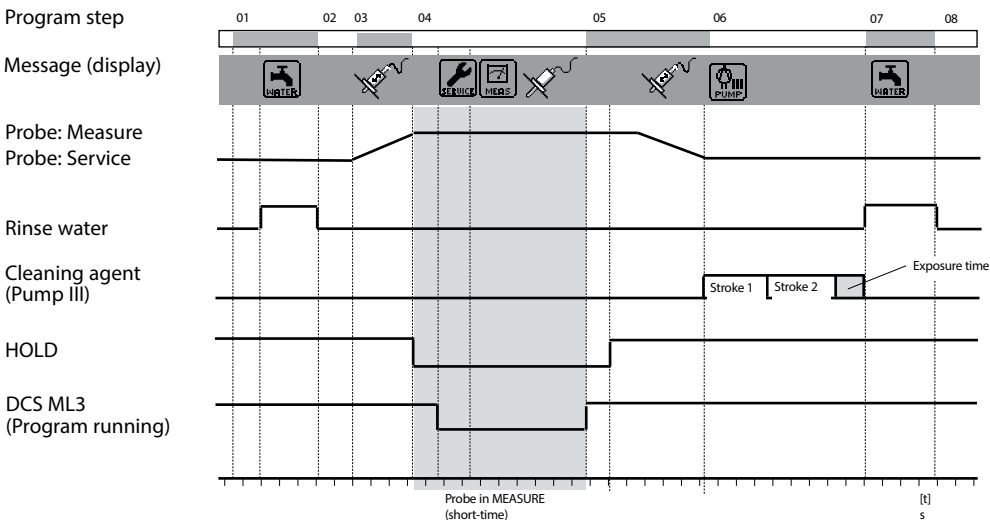 Program step
01 02 03 04 05 06 07 08
Message (display)
WATER SERVICE MEAS PUMP WATER
Probe: Measure
Probe: Service
Rinse water
Cleaning agent
(Pump III)
Exposure time
Stroke 1 Stroke 2
HOLD
DCS ML3
(Program running)
Probe in MEASURE
(short-time)
[t]
s